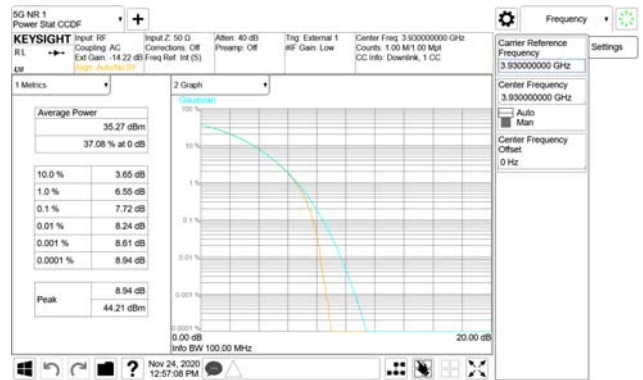 5G NR 1
Power Stat CCDF
Frequency
KEYSIGHT
RL
Input: RF
Coupling: AC
Ext Gain: -14.22 dB
Align: Auto/No RF
Input Z: 50 Ω
Corrections: Off
Freq Ref: Int (S)
Atten: 40 dB
Preamp: Off
Trig: External 1
#IF Gain: Low
Center Freq: 3.930000000 GHz
Counts: 1.00 M/1.00 Mpt
CC Info: Downlink, 1 CC
Carrier Reference
Frequency
3.930000000 GHz
Settings
Center Frequency
3.930000000 GHz
Auto
Man
Center Frequency
Offset
0 Hz
1 Metrics
Average Power
35.27 dBm
37.08 % at 0 dB
10.0 % 3.65 dB
1.0 % 6.55 dB
0.1 % 7.72 dB
0.01 % 8.24 dB
0.001 % 8.61 dB
0.0001 % 8.94 dB
Peak 8.94 dB
44.21 dBm
2 Graph
Gaussian
100 %
10 %
1 %
0.1 %
0.01 %
0.001 %
0.0001 %
0.00 dB 20.00 dB
Info BW 100.00 MHz
Nov 24, 2020
12:57:08 PM